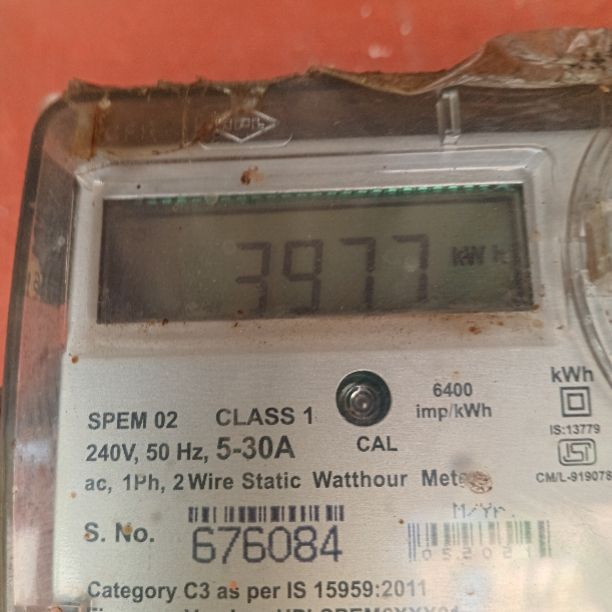 3977 kWh
6400
imp/kWh
kWh
SPEM 02 CLASS 1
IS:13779
240V, 50 Hz, 5-30A
CAL
CM/L-919078
ac, 1Ph, 2 Wire Static Watthour Meter
M/Yr.
S. No.
676084
Category C3 as per IS 15959:2011